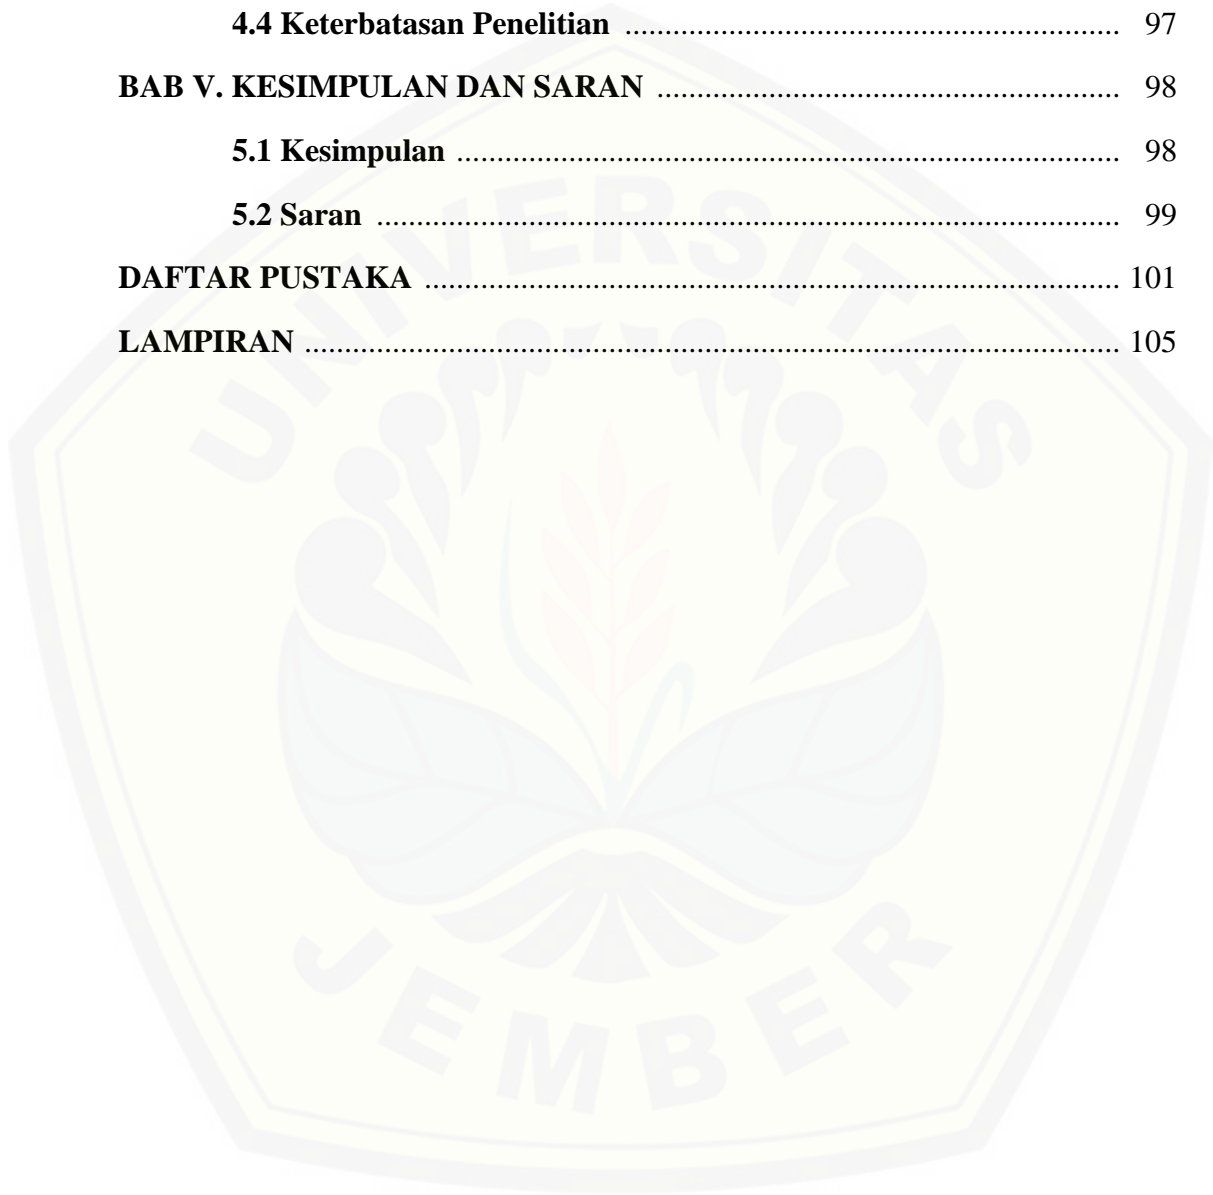 4.4 Keterbatasan Penelitian ............................................................... 97
BAB V. KESIMPULAN DAN SARAN ........................................................... 98
5.1 Kesimpulan .................................................................................... 98
5.2 Saran .............................................................................................. 99
DAFTAR PUSTAKA ........................................................................................ 101
LAMPIRAN ....................................................................................................... 105
UNIVERSITAS
JEMBER